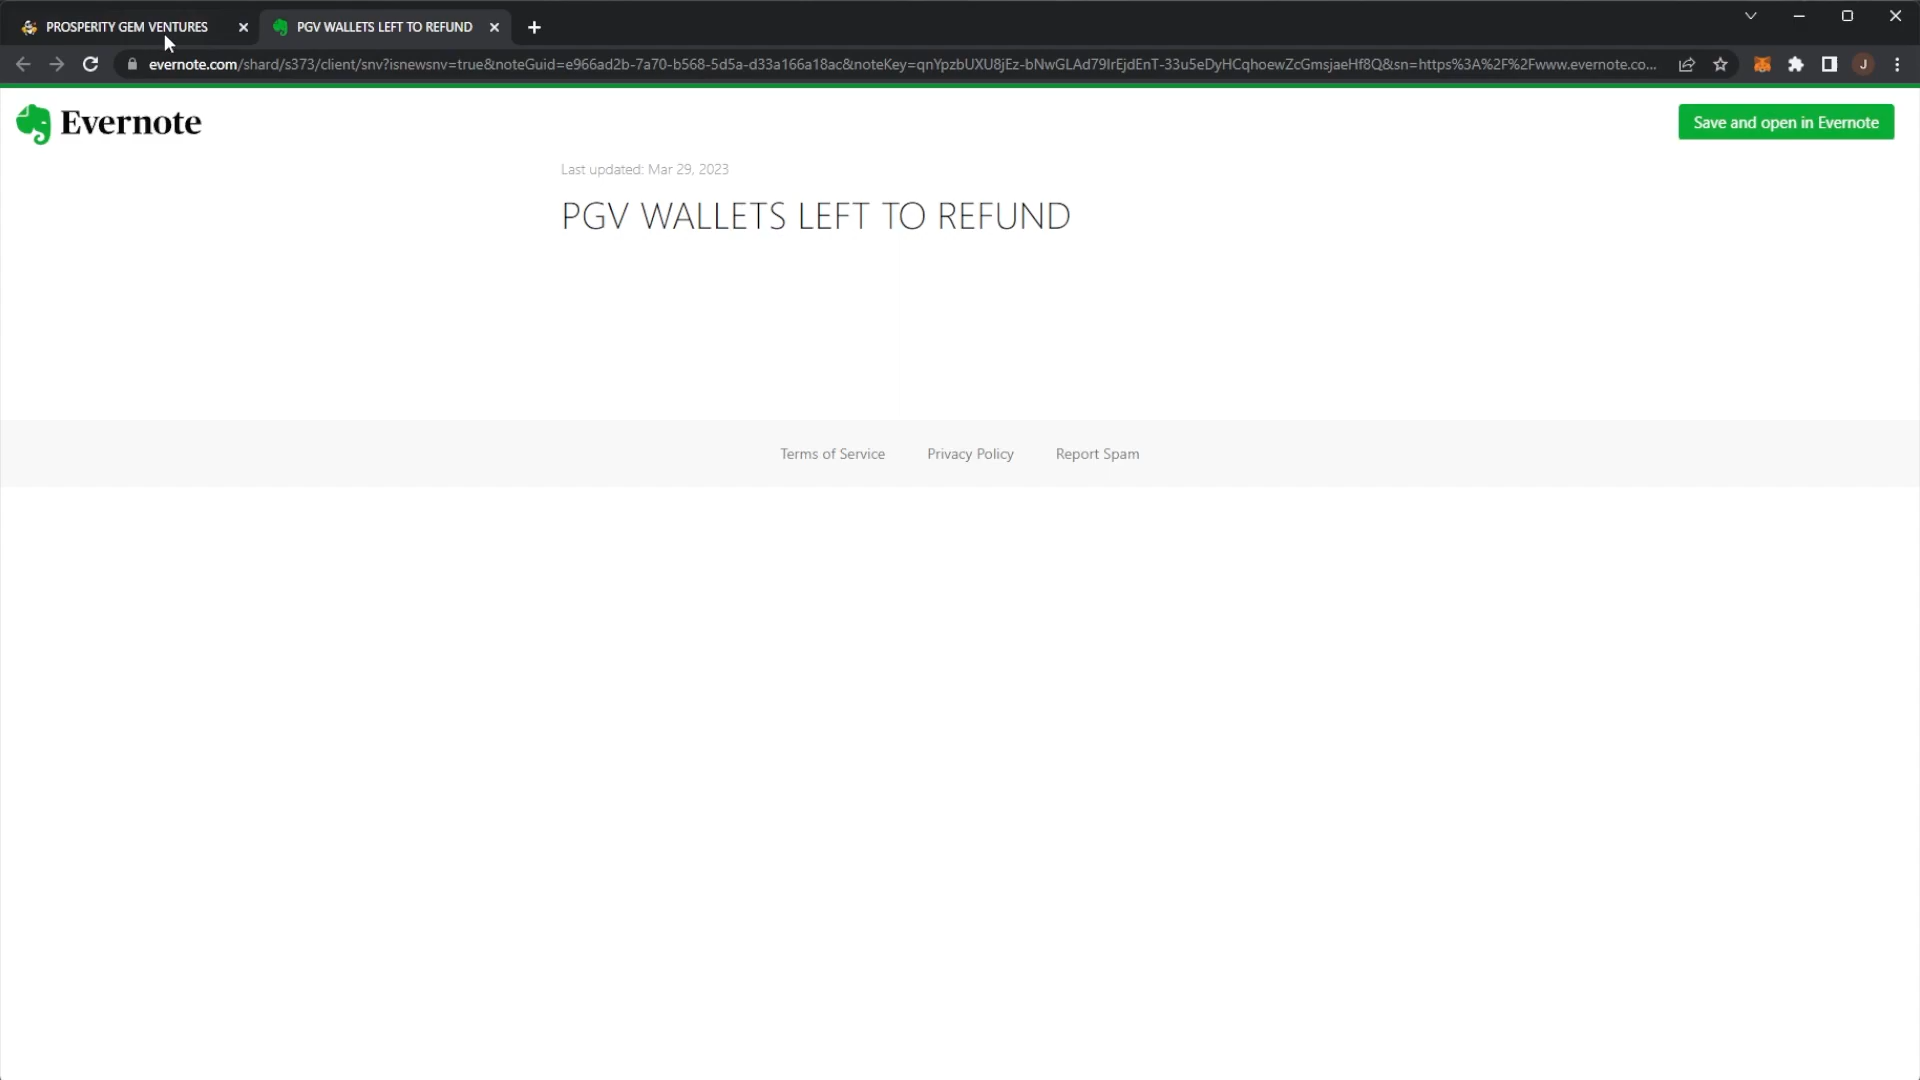 PROSPERITY GEM VENTURES
PGV WALLETS LEFT TO REFUND
evernote.com/shard/s373/client/snv?isnewsnv=true&noteGuid=e966ad2b-7a70-b568-5d5a-d33a166a18ac&noteKey=qnYpzbUXU8jEz-bNwGLAd79IrEjdEnT-33u5eDyHCqhoewZcGmsjaeHf8Q&sn=https%3A%2F%2Fwww.evernote.co...
J
Evernote
Save and open in Evernote
Last updated: Mar 29, 2023
PGV WALLETS LEFT TO REFUND
Terms of Service
Privacy Policy
Report Spam